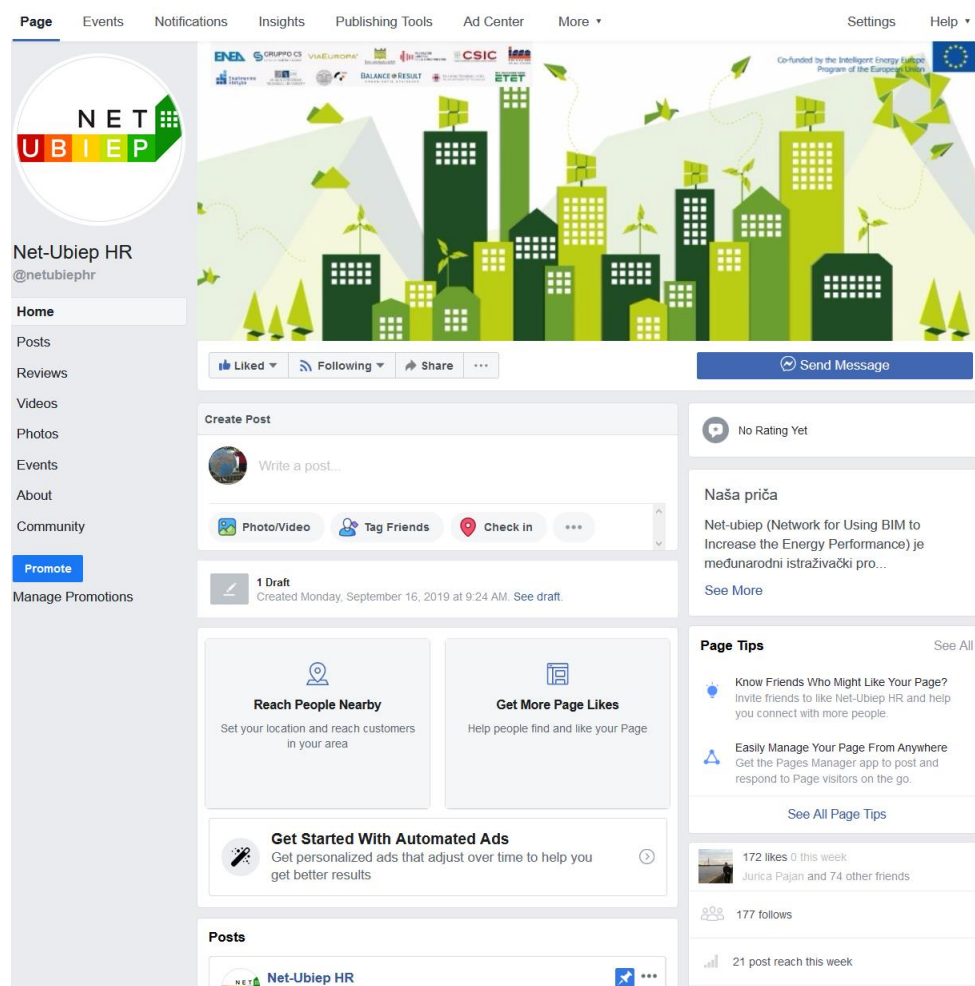 Page Events Notifications Insights Publishing Tools Ad Center More Settings Help
ENEA GRUPPO CS VIAEUROPA CSIC
BALANCE & RESULT ETET
Co-funded by the Intelligent Energy Europe
Program of the European Union
NET
UBIEP
Net-Ubiep HR
@netubiephr
Home
Posts
Reviews
Videos
Photos
Events
About
Community
Promote
Manage Promotions
Liked Following Share ...
Send Message
Create Post
Write a post...
Photo/Video Tag Friends Check in ...
1 Draft
Created Monday, September 16, 2019 at 9:24 AM. See draft.
Reach People Nearby
Set your location and reach customers
in your area
Get More Page Likes
Help people find and like your Page
Get Started With Automated Ads
Get personalized ads that adjust over time to help you
get better results
Posts
NET
Net-Ubiep HR
...
No Rating Yet
Naša priča
Net-ubiep (Network for Using BIM to
Increase the Energy Performance) je
međunarodni istraživački pro...
See More
Page Tips See All
Know Friends Who Might Like Your Page?
Invite friends to like Net-Ubiep HR and help
you connect with more people.
Easily Manage Your Page From Anywhere
Get the Pages Manager app to post and
respond to Page visitors on the go.
See All Page Tips
172 likes 0 this week
Jurica Pajan and 74 other friends
177 follows
21 post reach this week